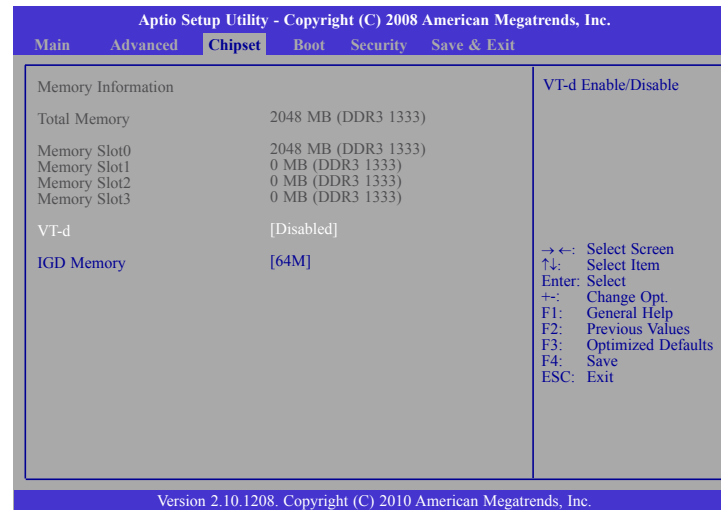 Aptio Setup Utility - Copyright (C) 2008 American Megatrends, Inc.
Main Advanced Chipset Boot Security Save & Exit
Memory Information
Total Memory 2048 MB (DDR3 1333)
Memory Slot0 2048 MB (DDR3 1333)
Memory Slot1 0 MB (DDR3 1333)
Memory Slot2 0 MB (DDR3 1333)
Memory Slot3 0 MB (DDR3 1333)
VT-d [Disabled]
IGD Memory [64M]
VT-d Enable/Disable
→←: Select Screen
↑↓: Select Item
Enter: Select
+-: Change Opt.
F1: General Help
F2: Previous Values
F3: Optimized Defaults
F4: Save
ESC: Exit
Version 2.10.1208. Copyright (C) 2010 American Megatrends, Inc.